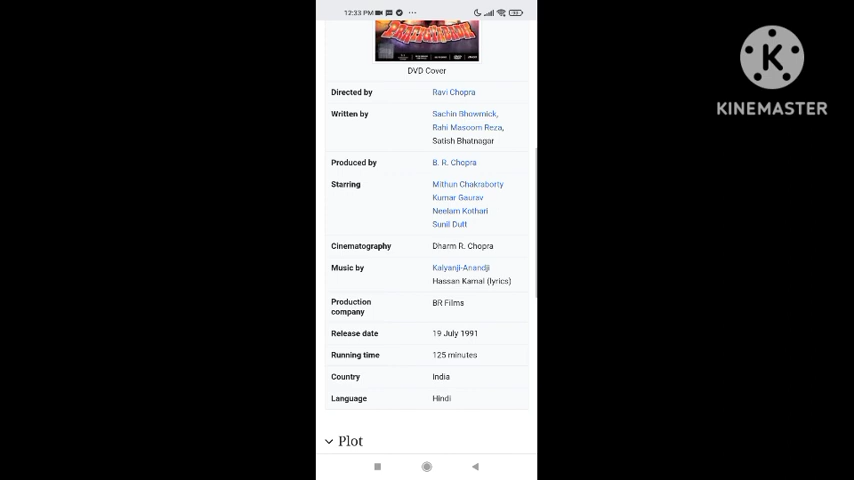 12:33 PM
PRATIGYABADH
DVD Cover
Directed by Ravi Chopra
Written by Sachin Bhowmick,
Rahi Masoom Reza,
Satish Bhatnagar
Produced by B. R. Chopra
Starring Mithun Chakraborty
Kumar Gaurav
Neelam Kothari
Sunil Dutt
Cinematography Dharm R. Chopra
Music by Kalyanji-Anandji
Hassan Kamal (lyrics)
Production BR Films
company
Release date 19 July 1991
Running time 125 minutes
Country India
Language Hindi
Plot
K
KINEMASTER